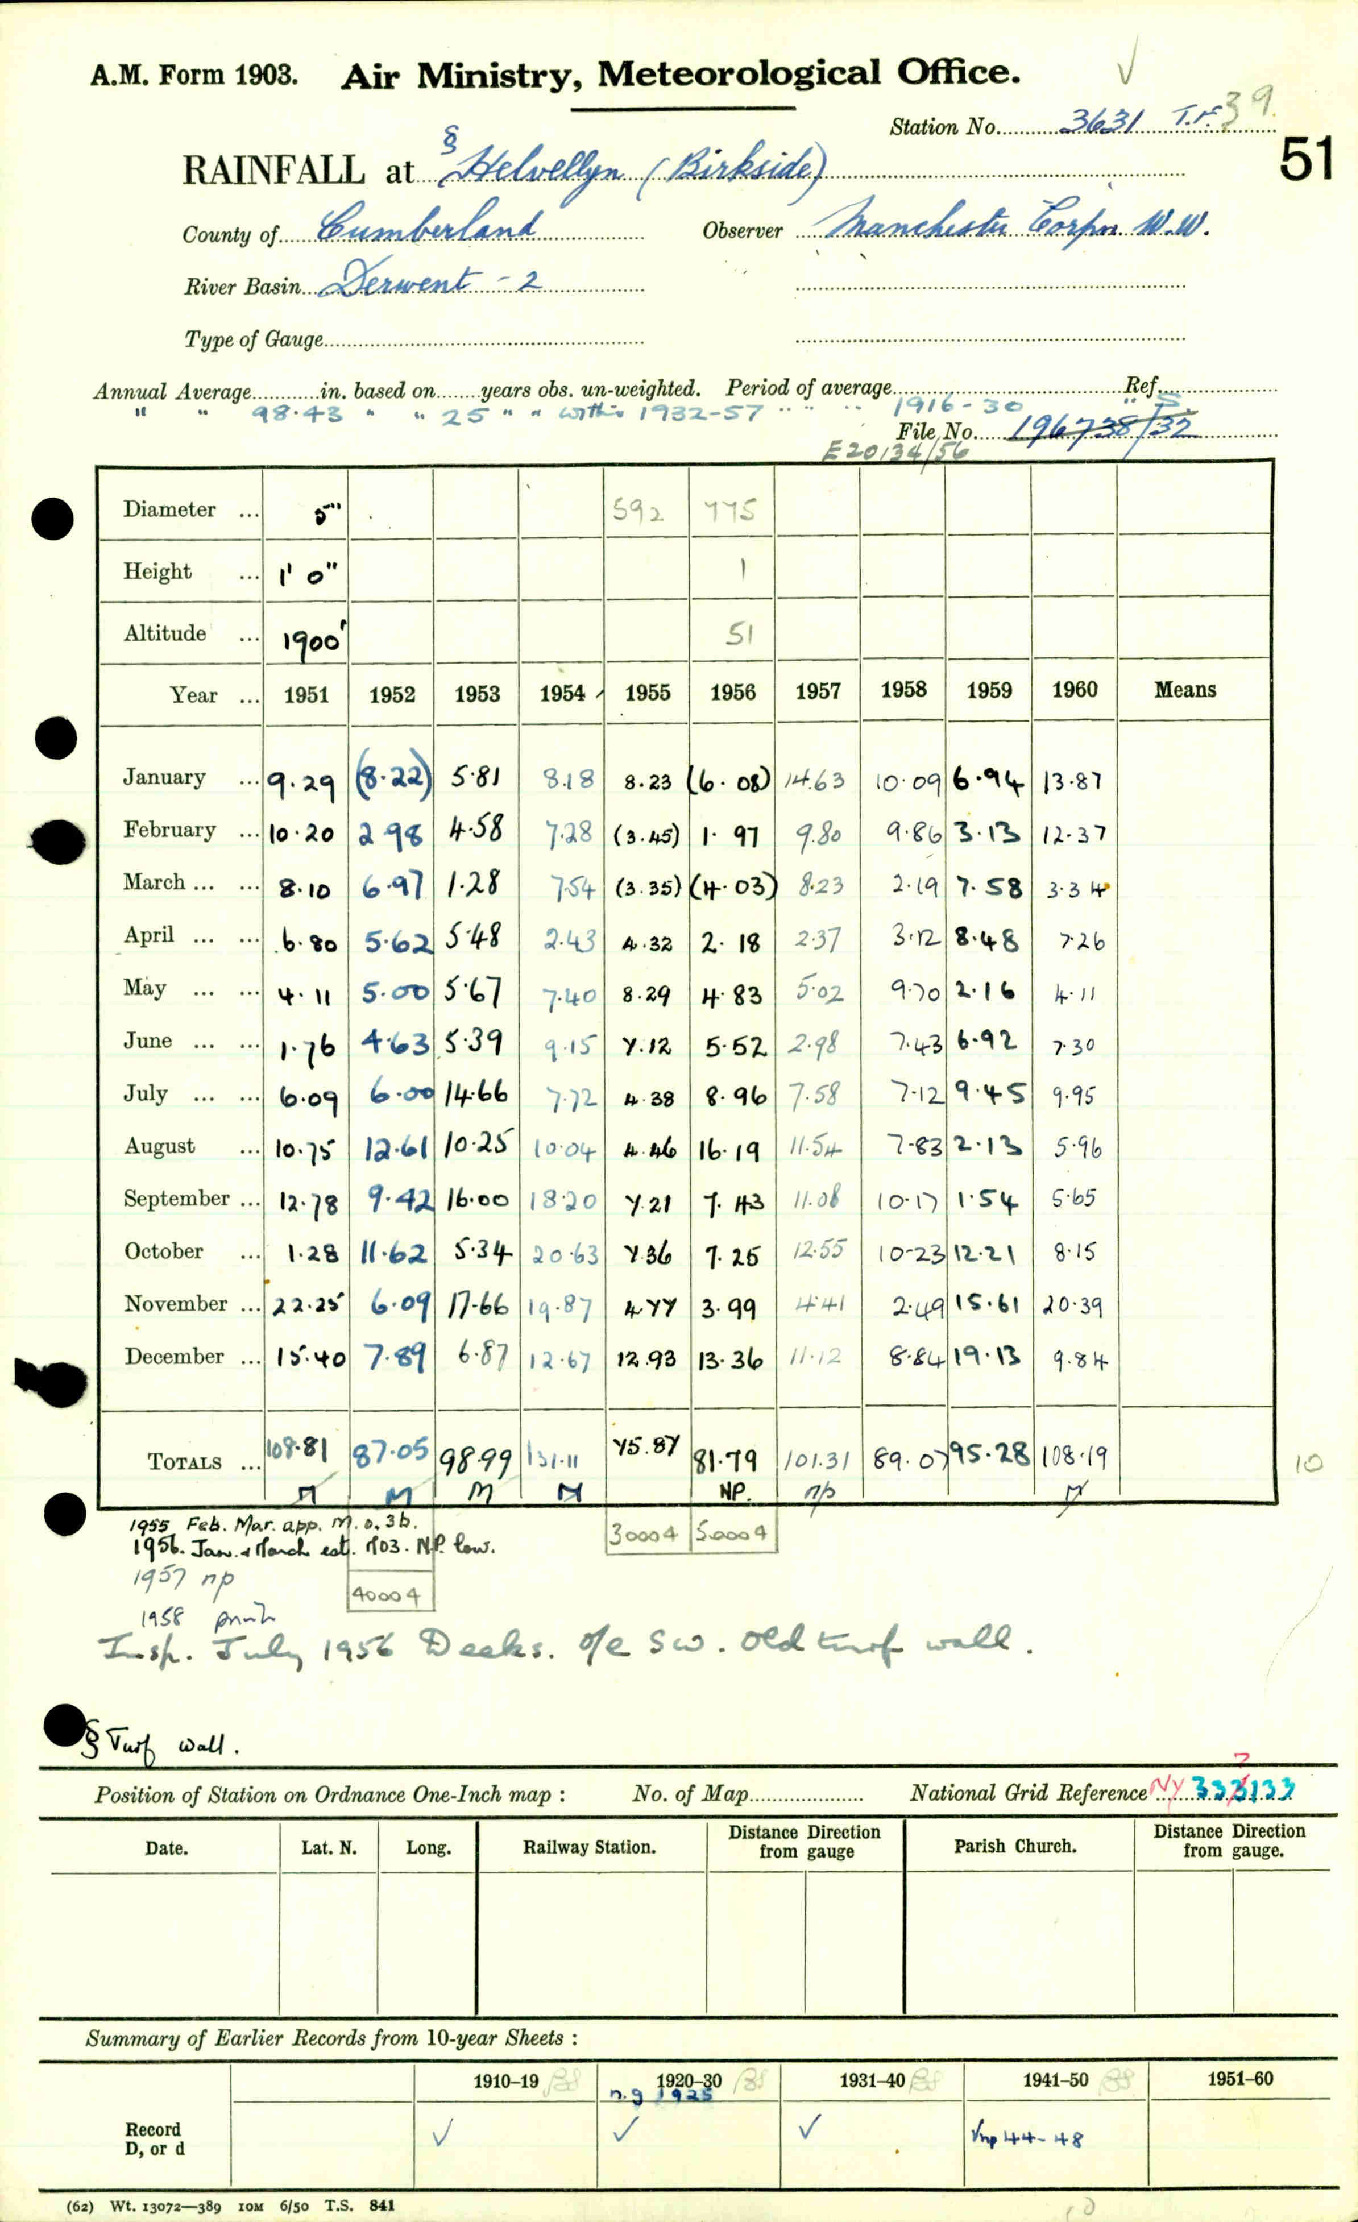 A.M. Form 1903. Air Ministry, Meteorological Office. √
Station No. 3631 T.F. 39.
51
RAINFALL at § Helvellyn (Birkside)
County of Cumberland Observer Manchester Corpn W.W.
River Basin Derwent - 2
Type of Gauge
Annual Average in. based on years obs. un-weighted. Period of average Ref.
" " 98.43 " " 25 " " within 1932-57 " " " 1916-30 " S.
File No. 196738/32
E20134/56
Diameter ... 5" 592 775
Height ... 1' 0" 1
Altitude ... 1900' 51
Year ... 1951 1952 1953 1954 1955 1956 1957 1958 1959 1960 Means
January ... 9.29 (8.22) 5.81 8.18 8.23 (6.08) 14.63 10.09 6.94 13.87
February ... 10.20 2.98 4.58 7.28 (3.45) 1.97 9.80 9.86 3.13 12.37
March ... ... 8.10 6.97 1.28 7.54 (3.35) (4.03) 8.23 2.19 7.58 3.34
April ... ... 6.80 5.62 5.48 2.43 4.32 2.18 2.37 3.12 8.48 7.26
May ... ... 4.11 5.00 5.67 7.40 8.29 4.83 5.02 9.70 2.16 4.11
June ... ... 1.76 4.63 5.39 9.15 7.12 5.52 2.98 7.43 6.92 7.30
July ... ... 6.09 6.00 14.66 7.72 4.38 8.96 7.58 7.12 9.45 9.95
August ... 10.75 12.61 10.25 10.04 4.46 16.19 11.54 7.83 2.13 5.96
September ... 12.78 9.42 16.00 18.20 7.21 7.43 11.08 10.17 1.54 5.65
October ... 1.28 11.62 5.34 20.63 7.36 7.25 12.55 10.23 12.21 8.15
November ... 22.25 6.09 17.66 19.87 4.77 3.99 4.41 2.49 15.61 20.39
December ... 15.40 7.89 6.87 12.67 12.93 13.36 11.12 8.84 19.13 9.84
TOTALS ... 108.81 87.05 98.99 131.11 75.87 81.79 101.31 89.07 95.28 108.19 10
M M M M NP. np M
1955 Feb. Mar. app. M.O. 3b. 30004 50004
1956. Jan. & March est. 1103. N.P. low.
1957 np
40004
1958
Insp. July 1956 Deeks. o/e SW. Old turf wall.
§ Turf wall.
Position of Station on Ordnance One-Inch map : No. of Map National Grid Reference NY 333133
Date. Lat. N. Long. Railway Station. Distance from Direction gauge Parish Church. Distance from Direction gauge.
Summary of Earlier Records from 10-year Sheets :
1910-19 1920-30 1931-40 1941-50 1951-60
n.g 1925
Record
D, or d √ √ √ √np 44-48
(62) Wt. 13072—389 10M 6/50 T.S. 841